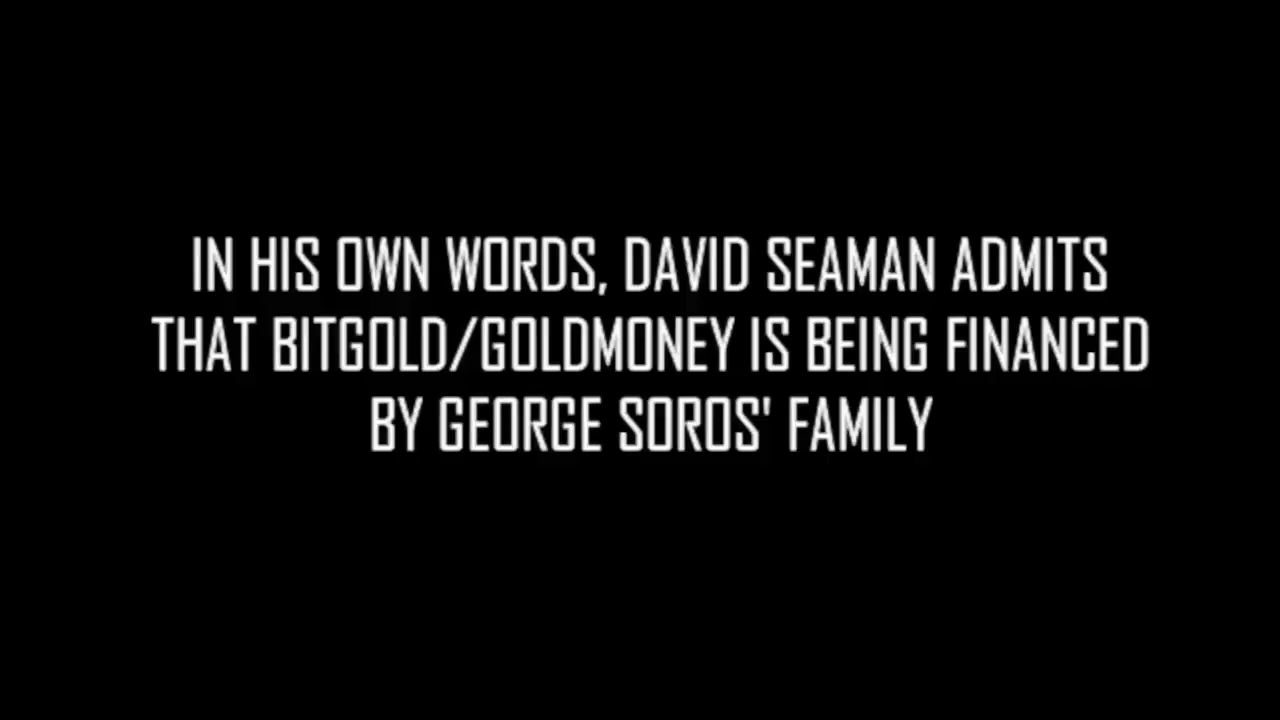 IN HIS OWN WORDS, DAVID SEAMAN ADMITS
THAT BITGOLD/GOLDMONEY IS BEING FINANCED
BY GEORGE SOROS' FAMILY